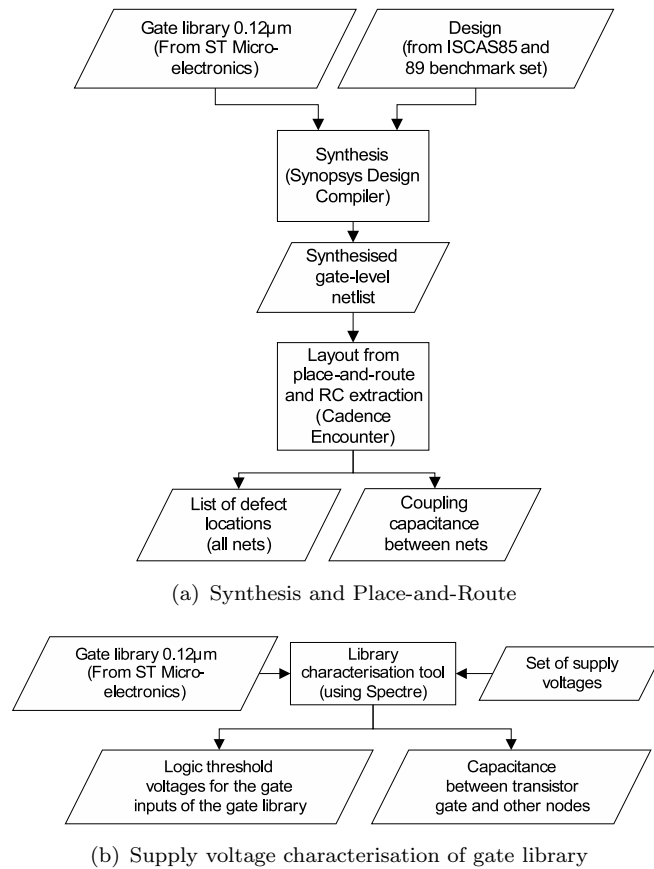 Gate library 0.12µm
(From ST Micro-
electronics)
Design
(from ISCAS85 and
89 benchmark set)
Synthesis
(Synopsys Design
Compiler)
Synthesised
gate-level
netlist
Layout from
place-and-route
and RC extraction
(Cadence
Encounter)
List of defect
locations
(all nets)
Coupling
capacitance
between nets
(a) Synthesis and Place-and-Route
Gate library 0.12µm
(From ST Micro-
electronics)
Library
characterisation tool
(using Spectre)
Set of supply
voltages
Logic threshold
voltages for the gate
inputs of the gate library
Capacitance
between transistor
gate and other nodes
(b) Supply voltage characterisation of gate library